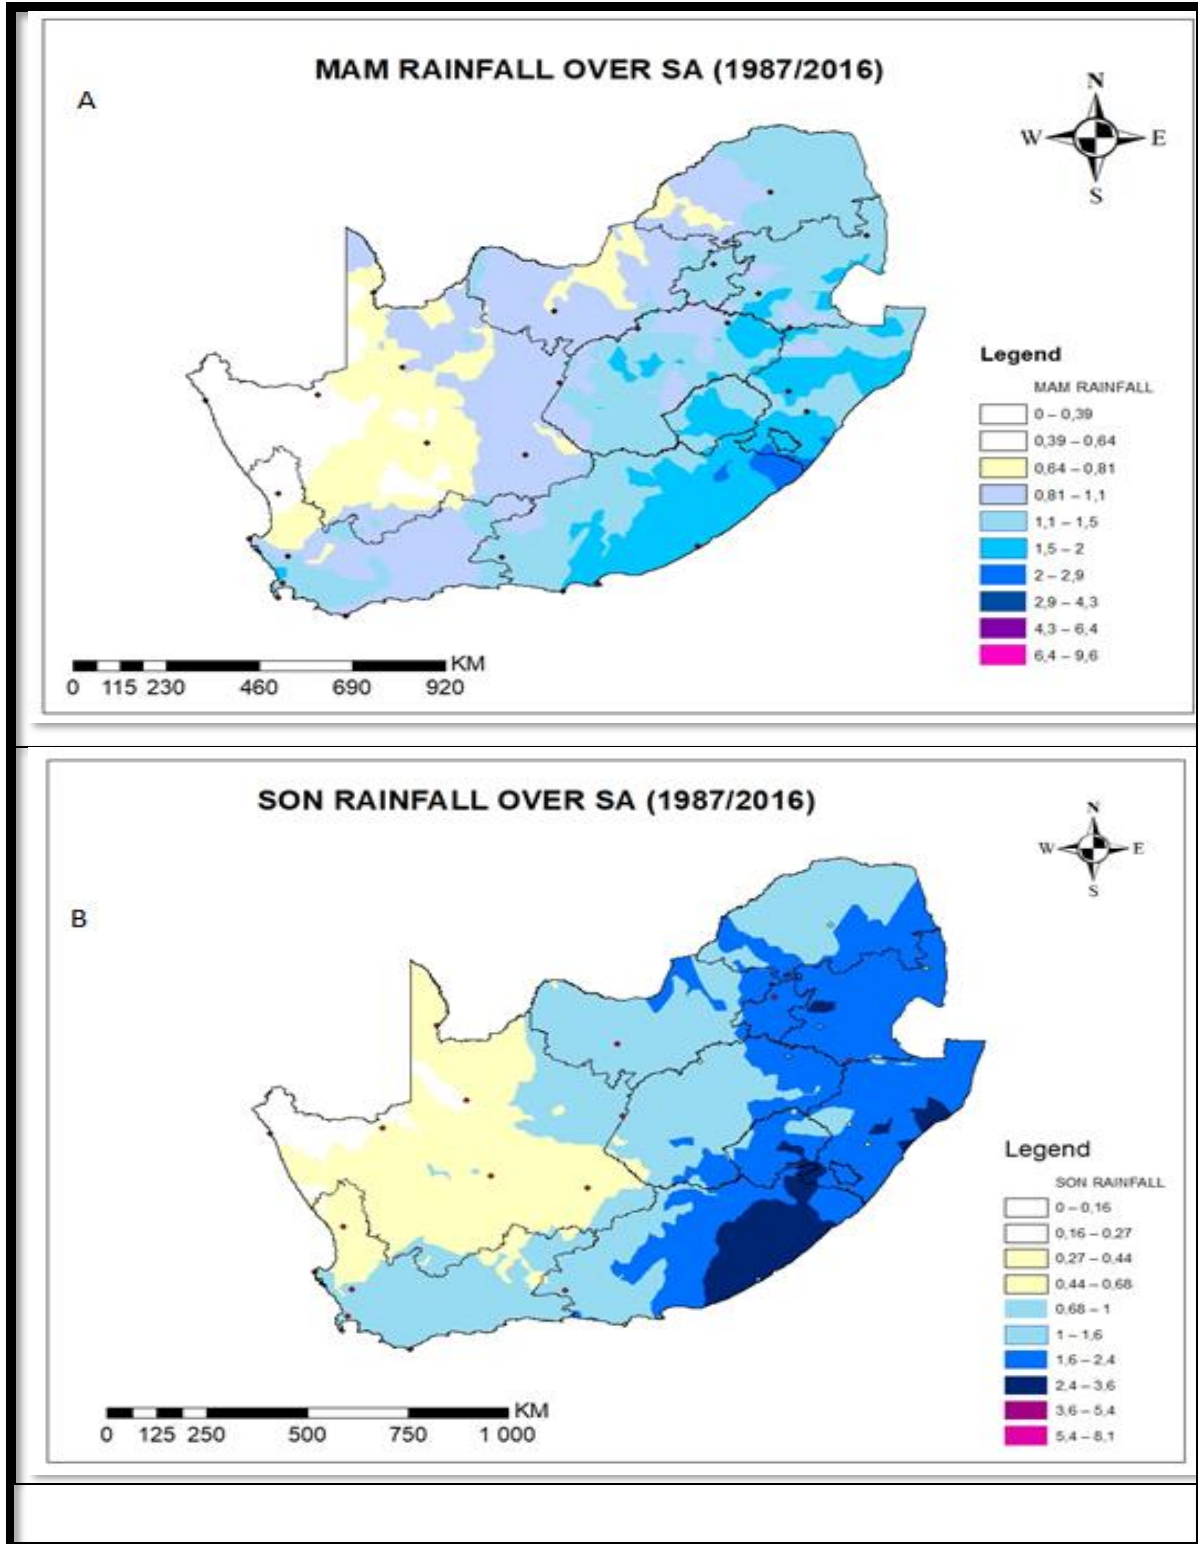 MAM RAINFALL OVER SA (1987/2016)
A
N
W E
S
Legend
MAM RAINFALL
0 – 0,39
0,39 – 0,64
0,64 – 0,81
0,81 – 1,1
1,1 – 1,5
1,5 – 2
2 – 2,9
2,9 – 4,3
4,3 – 6,4
6,4 – 9,6
KM
0 115 230 460 690 920
SON RAINFALL OVER SA (1987/2016)
B
N
W E
S
Legend
SON RAINFALL
0 – 0,16
0,16 – 0,27
0,27 – 0,44
0,44 – 0,68
0,68 – 1
1 – 1,6
1,6 – 2,4
2,4 – 3,6
3,6 – 5,4
5,4 – 8,1
KM
0 125 250 500 750 1 000